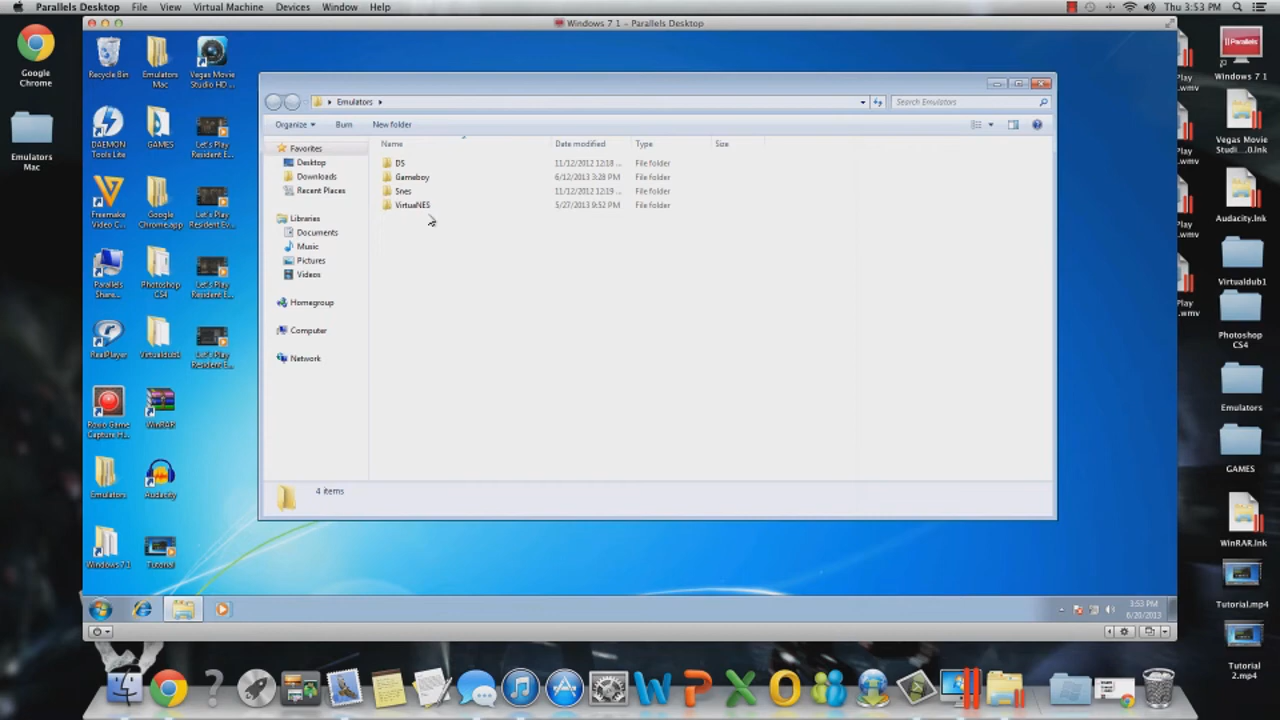 Parallels Desktop File View Virtual Machine Devices Window Help
Thu 3:53 PM
Windows 7 1 – Parallels Desktop
Google Chrome
Emulators Mac
Recycle Bin
Emulators Mac
Vegas Movie Studio HD ...
DAEMON Tools Lite
GAMES
Let's Play Resident E...
Freemake Video C...
Google Chrome.app
Let's Play Resident Ev...
Parallels Share...
Photoshop CS4
Let's Play Resident E...
RealPlayer
Virtualdub1
Let's Play Resident E...
Roxio Game Capture H...
WinRAR
Emulators
Audacity
Windows 7 1
Tutorial
Emulators
Search Emulators
Organize Burn New folder
Name Date modified Type Size
DS 11/12/2012 12:18 ... File folder
Gameboy 6/12/2013 3:28 PM File folder
Snes 11/12/2012 12:19 ... File folder
VirtuaNES 5/27/2013 9:52 PM File folder
Favorites
Desktop
Downloads
Recent Places
Libraries
Documents
Music
Pictures
Videos
Homegroup
Computer
Network
4 items
3:53 PM
6/20/2013
Play .wmv
Play .wmv
Play .wmv
Play .wmv
Parallels
Windows 7 1
Vegas Movie Studi...0.lnk
Audacity.lnk
Virtualdub1
Photoshop CS4
Emulators
GAMES
WinRAR.lnk
Tutorial.mp4
Tutorial 2.mp4